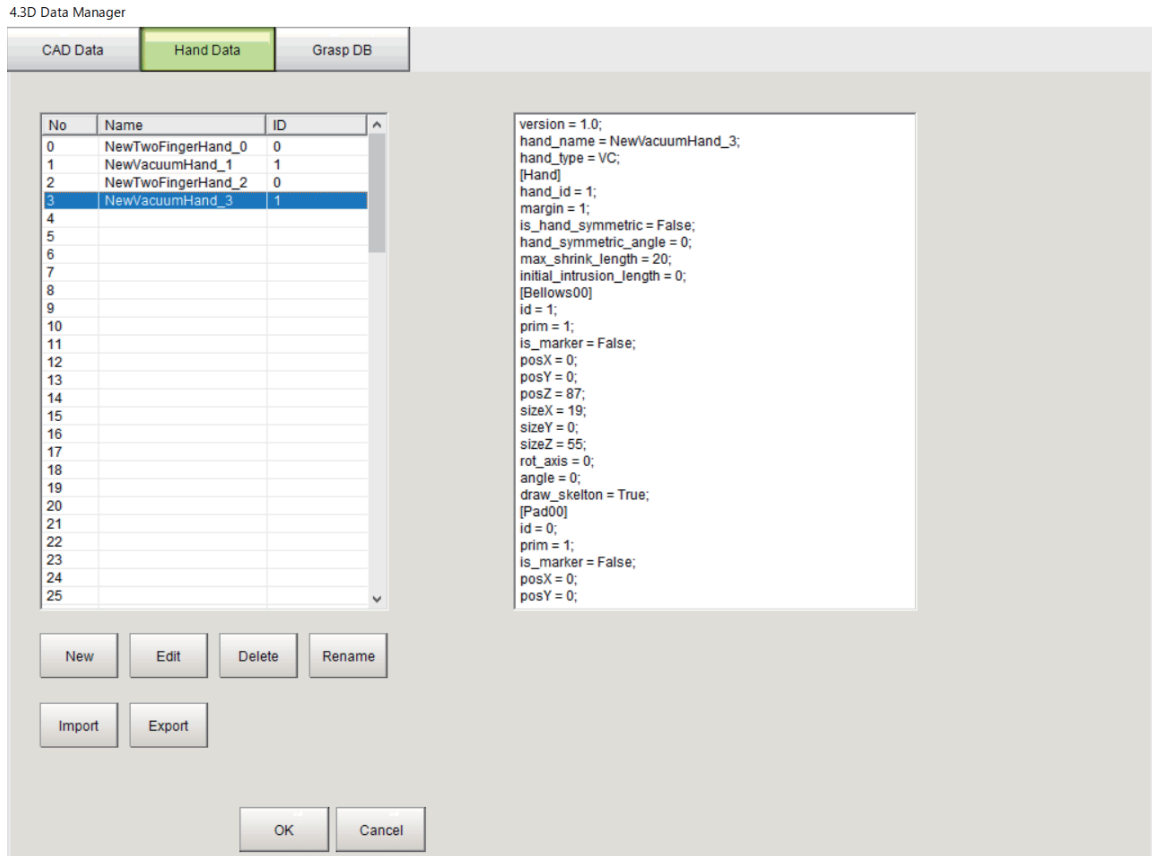 4.3D Data Manager
CAD Data
Hand Data
Grasp DB
No Name ID
0 NewTwoFingerHand_0 0
1 NewVacuumHand_1 1
2 NewTwoFingerHand_2 0
3 NewVacuumHand_3 1
4
5
6
7
8
9
10
11
12
13
14
15
16
17
18
19
20
21
22
23
24
25
version = 1.0;
hand_name = NewVacuumHand_3;
hand_type = VC;
[Hand]
hand_id = 1;
margin = 1;
is_hand_symmetric = False;
hand_symmetric_angle = 0;
max_shrink_length = 20;
initial_intrusion_length = 0;
[Bellows00]
id = 1;
prim = 1;
is_marker = False;
posX = 0;
posY = 0;
posZ = 87;
sizeX = 19;
sizeY = 0;
sizeZ = 55;
rot_axis = 0;
angle = 0;
draw_skelton = True;
[Pad00]
id = 0;
prim = 1;
is_marker = False;
posX = 0;
posY = 0;
New
Edit
Delete
Rename
Import
Export
OK
Cancel